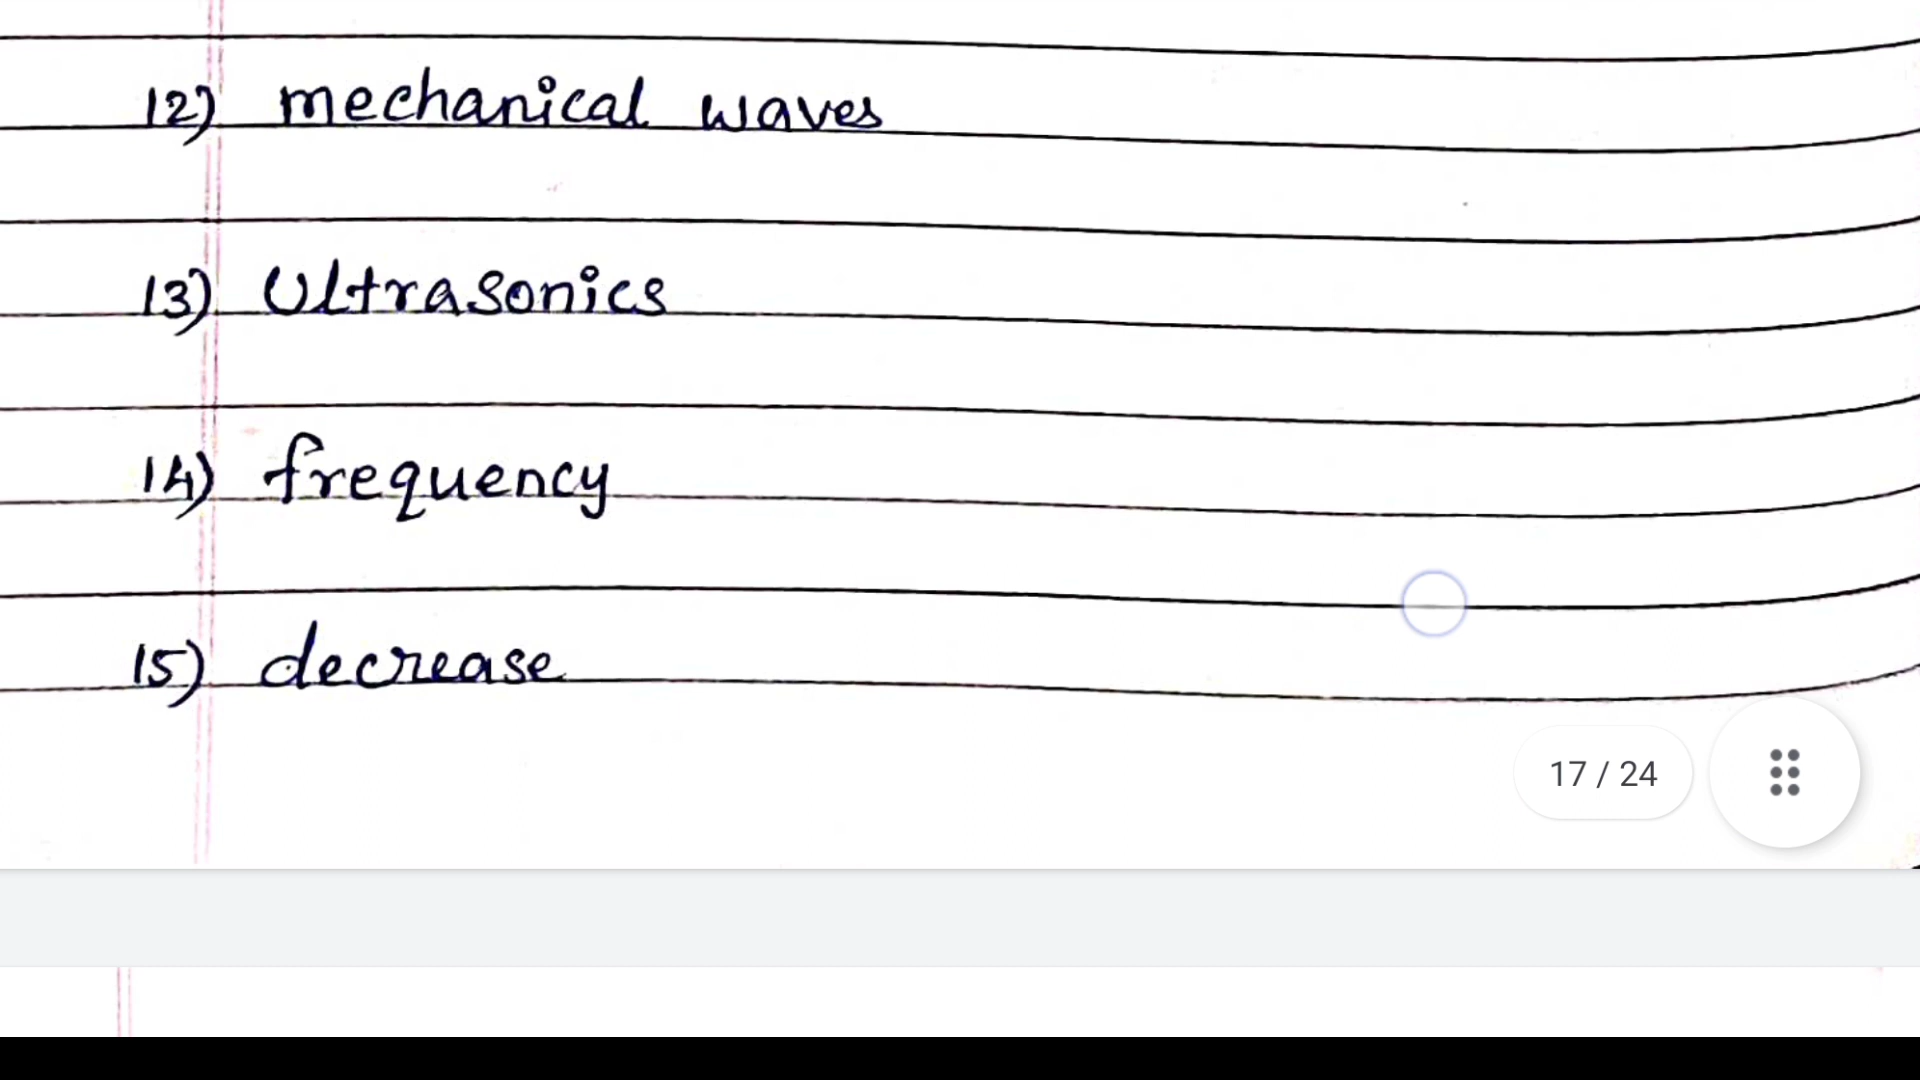 12) mechanical waves
13) Ultrasonics
14) frequency
15) decrease
17 / 24